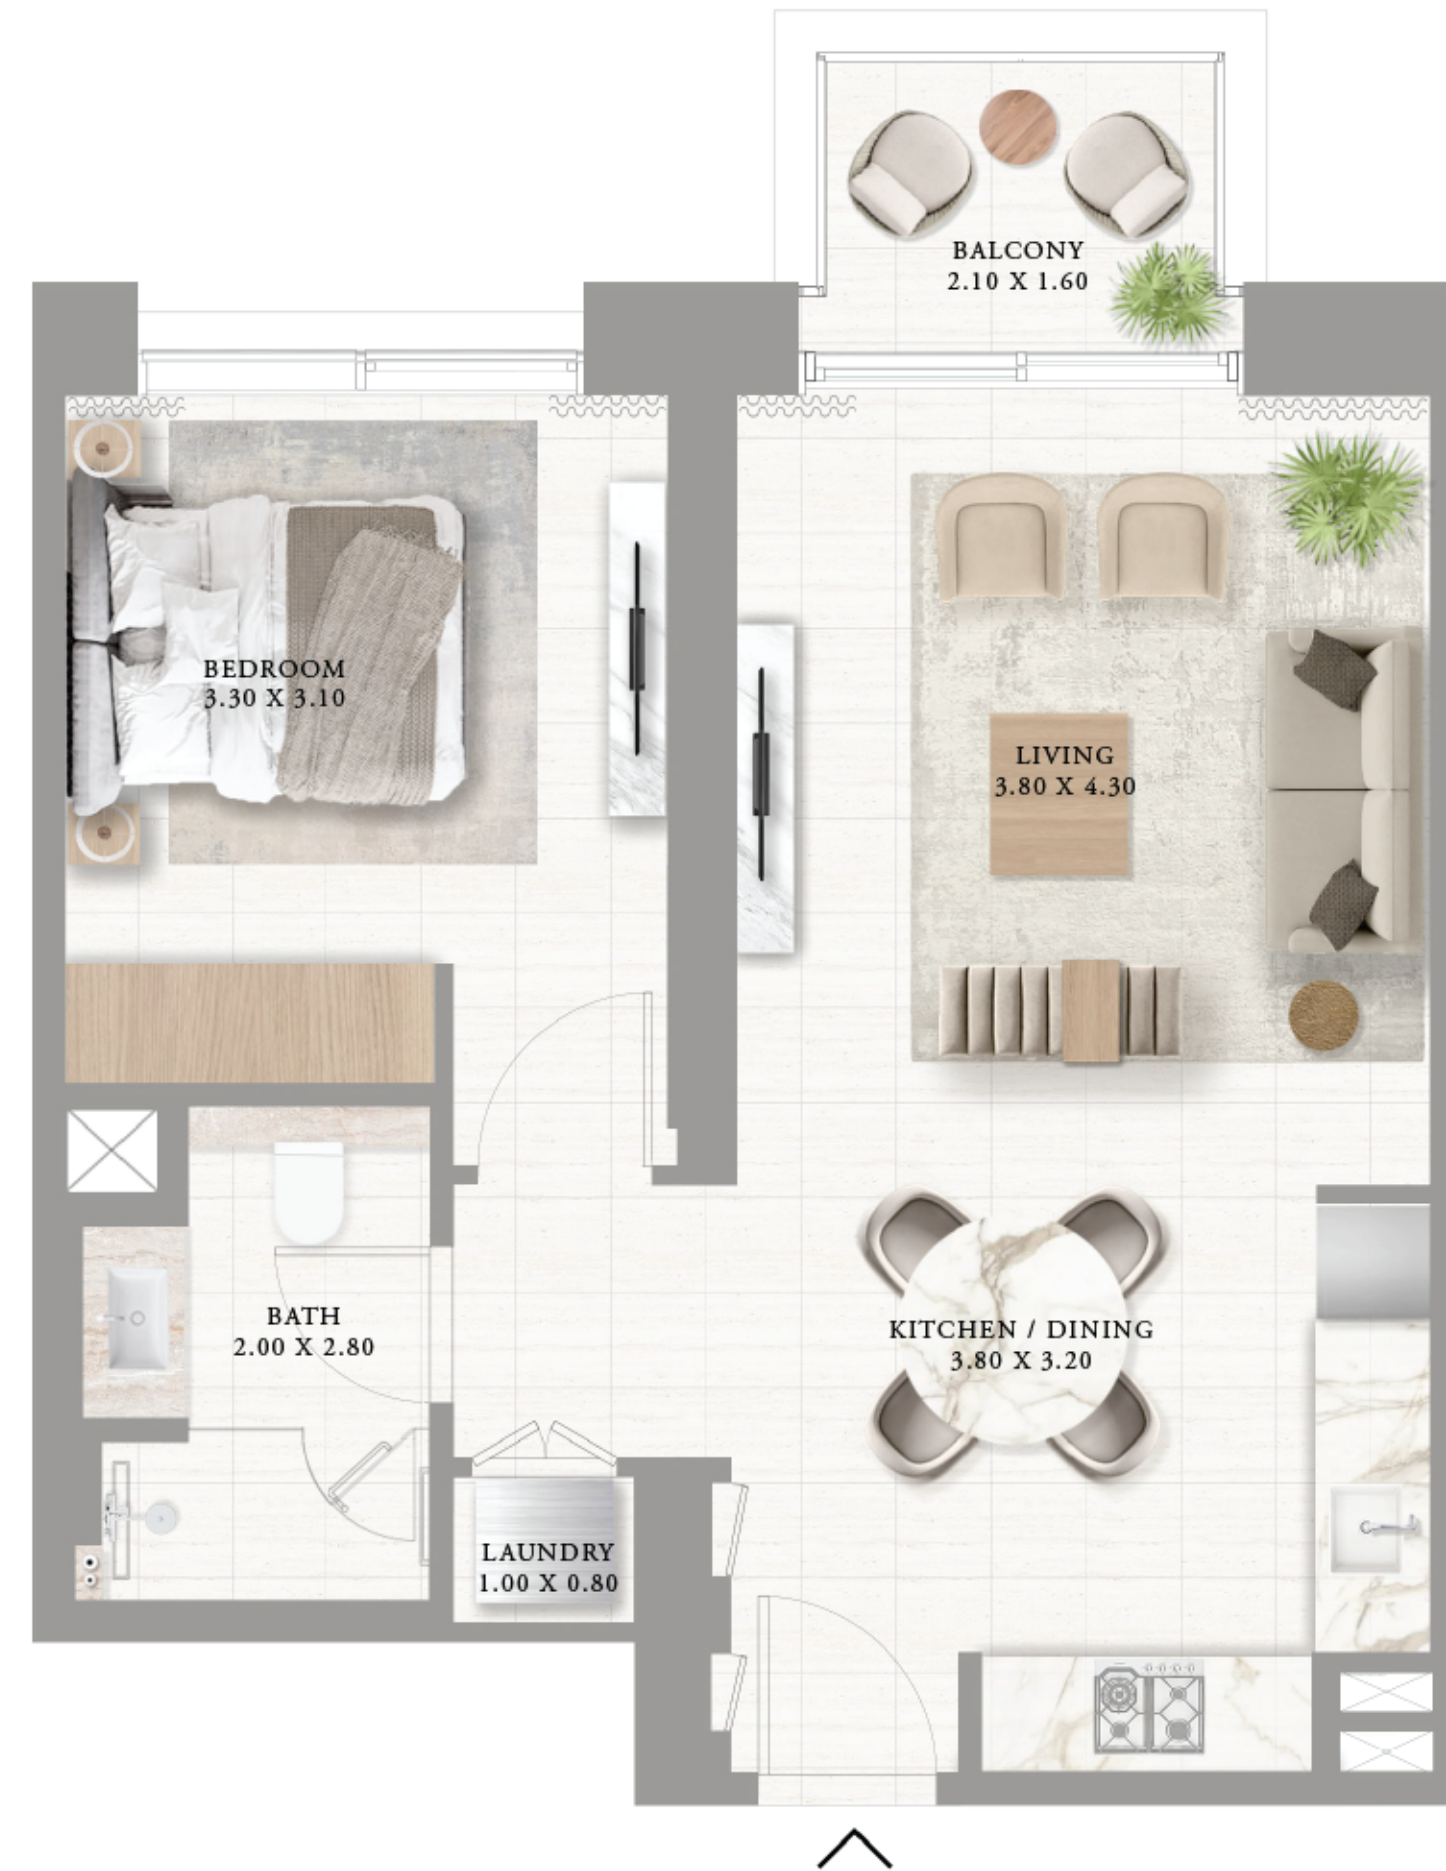 BALCONY
2.10 X 1.60
BEDROOM
3.30 X 3.10
LIVING
3.80 X 4.30
BATH
2.00 X 2.80
KITCHEN / DINING
3.80 X 3.20
LAUNDRY
1.00 X 0.80